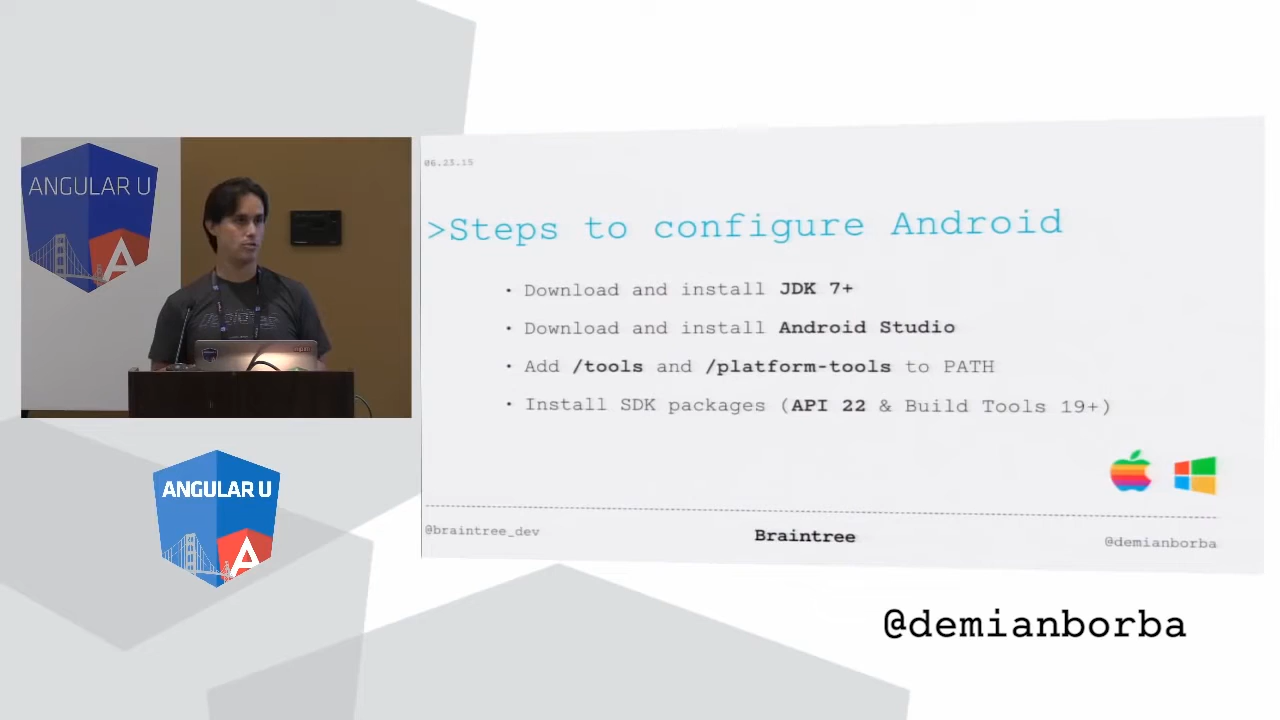 ANGULAR U
A
06.23.15
>Steps to configure Android
• Download and install JDK 7+
• Download and install Android Studio
• Add /tools and /platform-tools to PATH
• Install SDK packages (API 22 & Build Tools 19+)
@braintree_dev
Braintree
@demianborba
ANGULAR U
A
@demianborba